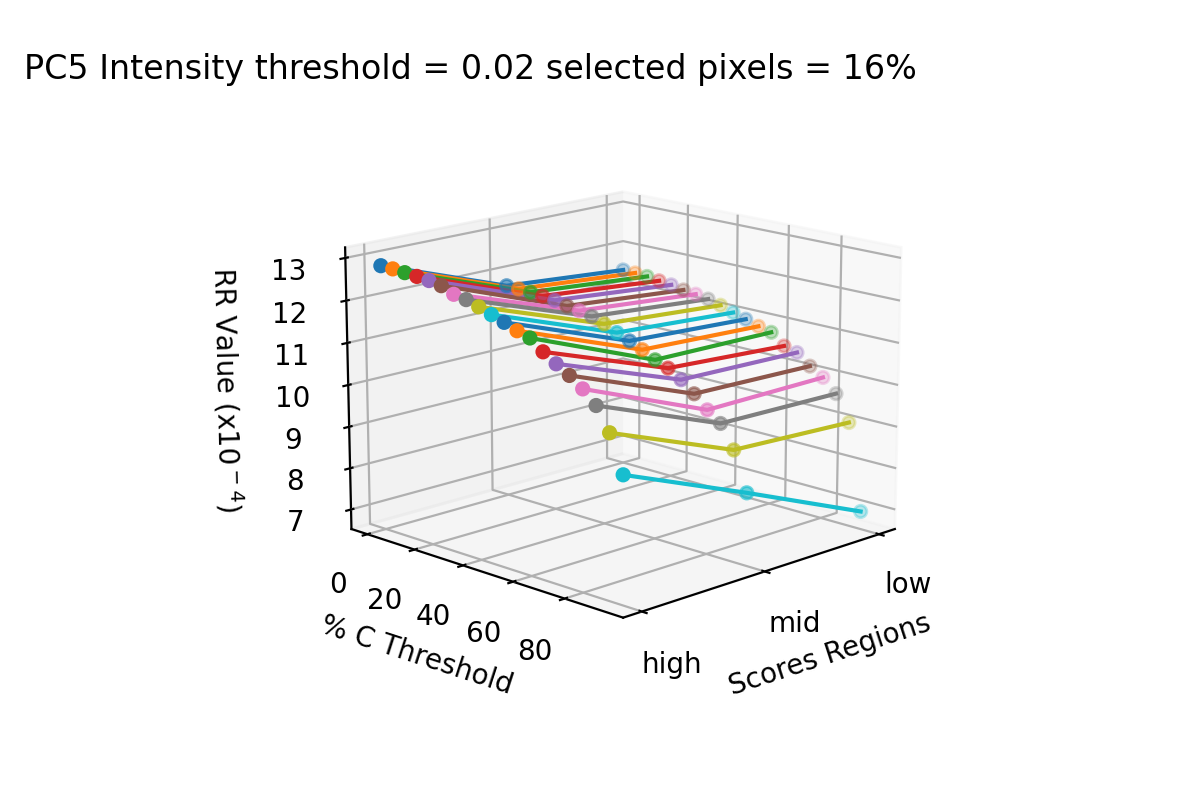 PC5 Intensity threshold = 0.02 selected pixels = 16%
RR Value (x10⁻⁴)
13
12
11
10
9
8
7
0
20
40
60
80
% C Threshold
high
mid
low
Scores Regions